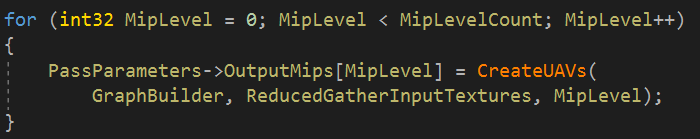 for (int32 MipLevel = 0; MipLevel < MipLevelCount; MipLevel++)
{
PassParameters->OutputMips[MipLevel] = CreateUAVs(
GraphBuilder, ReducedGatherInputTextures, MipLevel);
}